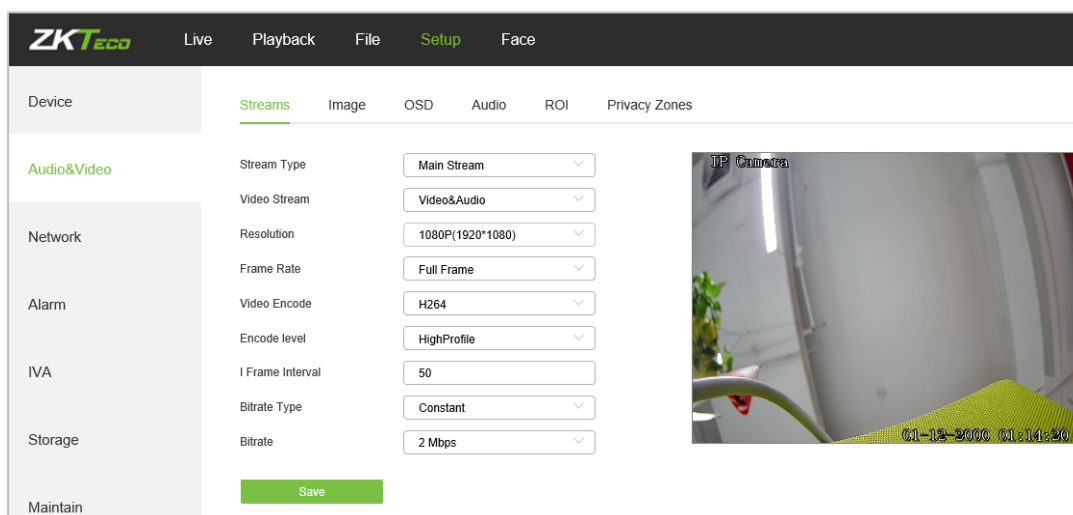 ZKTECO Live Playback File Setup Face
Device
Audio&Video
Network
Alarm
IVA
Storage
Maintain
Streams Image OSD Audio ROI Privacy Zones
Stream Type Main Stream
Video Stream Video&Audio
Resolution 1080P(1920*1080)
Frame Rate Full Frame
Video Encode H264
Encode level HighProfile
I Frame Interval 50
Bitrate Type Constant
Bitrate 2 Mbps
Save
IP Camera
01-12-2000 01:14:20